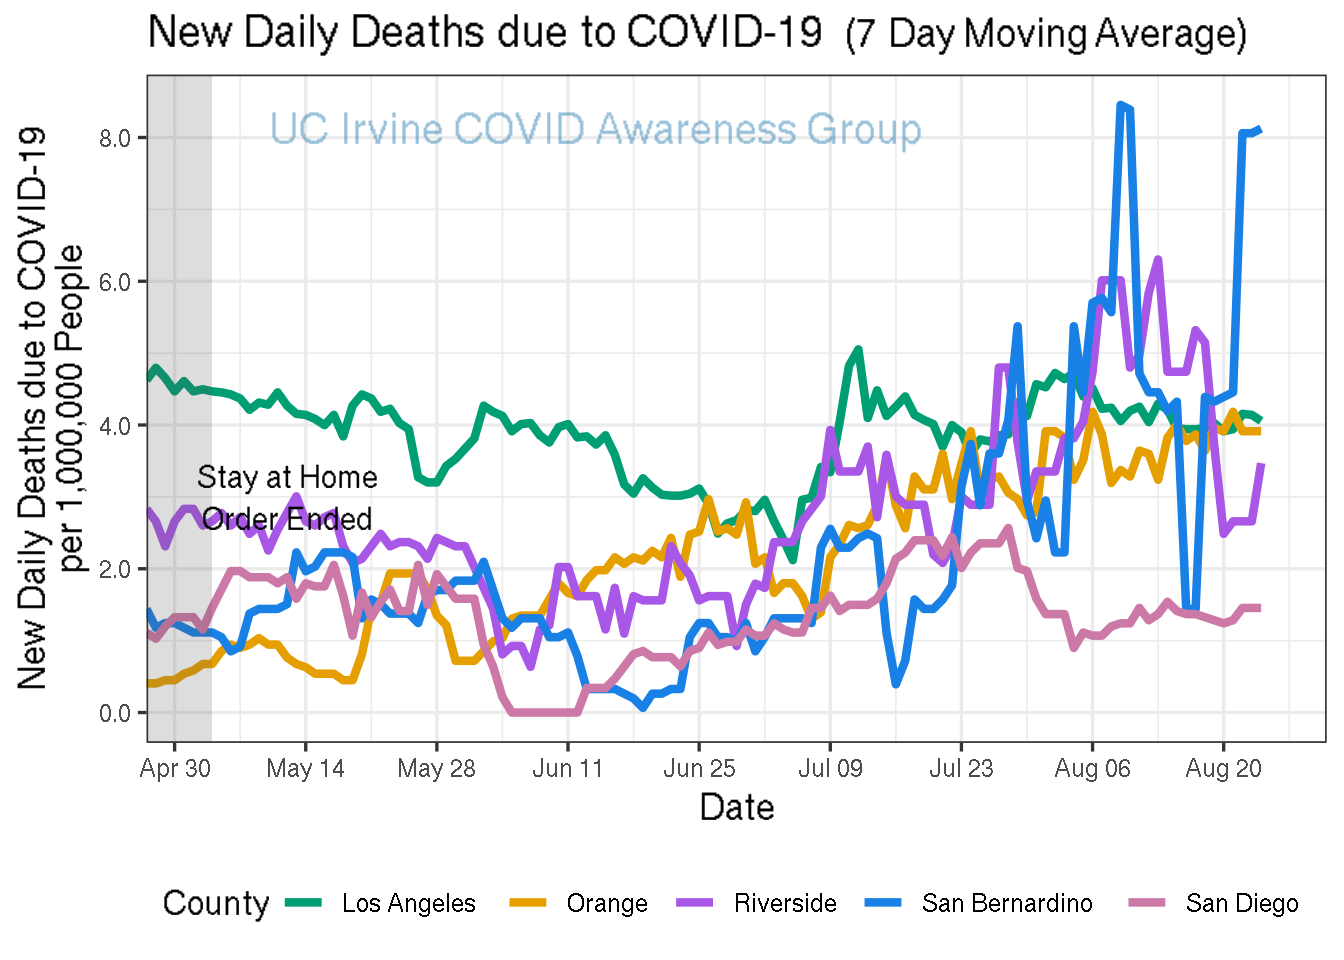 New Daily Deaths due to COVID-19 (7 Day Moving Average)
UC Irvine COVID Awareness Group
New Daily Deaths due to COVID-19
per 1,000,000 People
8.0
6.0
4.0
2.0
0.0
Stay at Home
Order Ended
Apr 30 May 14 May 28 Jun 11 Jun 25 Jul 09 Jul 23 Aug 06 Aug 20
Date
County Los Angeles Orange Riverside San Bernardino San Diego